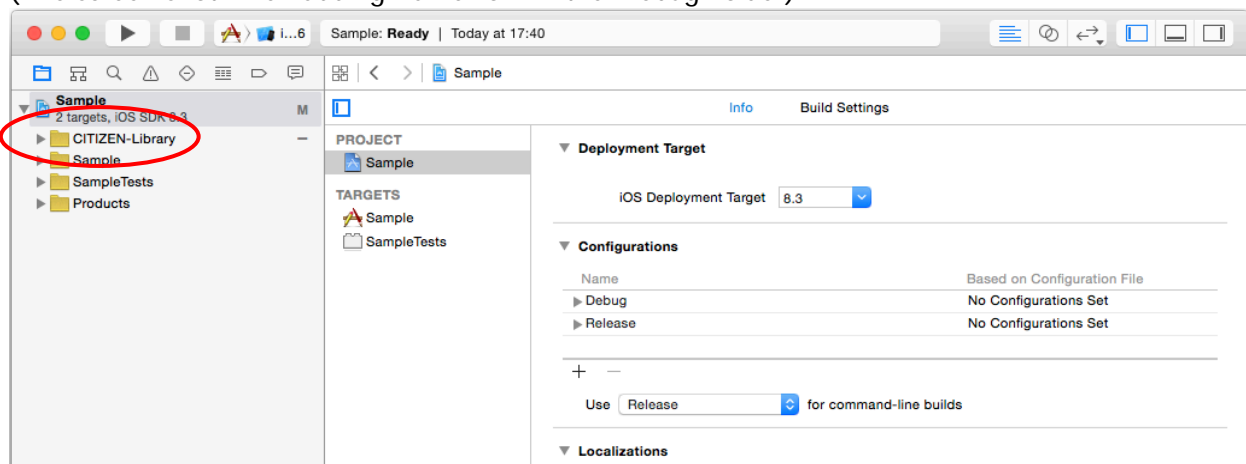 i...6
Sample: Ready | Today at 17:40
Sample
Sample
2 targets, iOS SDK 8.3
M
Info
Build Settings
CITIZEN-Library
Sample
SampleTests
Products
PROJECT
Sample
TARGETS
Sample
SampleTests
Deployment Target
iOS Deployment Target 8.3
Configurations
Name Based on Configuration File
Debug No Configurations Set
Release No Configurations Set
Use Release for command-line builds
Localizations